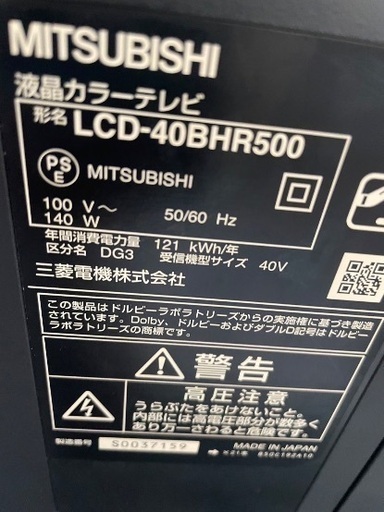 MITSUBISHI
液晶カラーテレビ
形名 LCD-40BHR500
PS
E
MITSUBISHI
100 V～ 50/60 Hz
140 W
年間消費電力量 121 kWh/年
区分名 DG3 受信機型サイズ 40V
三菱電機株式会社
この製品はドルビーラボラトリーズからの実施権に基づき製造
されています。Dolby、ドルビーおよびダブルD記号はドルビー
ラボラトリーズの商標です。
警告
高圧注意
うらぶたをあけないこと。
内部には高電圧部分が数多く
あり万一さわると危険です。
製造番号 S0037159
MADE IN JAPAN